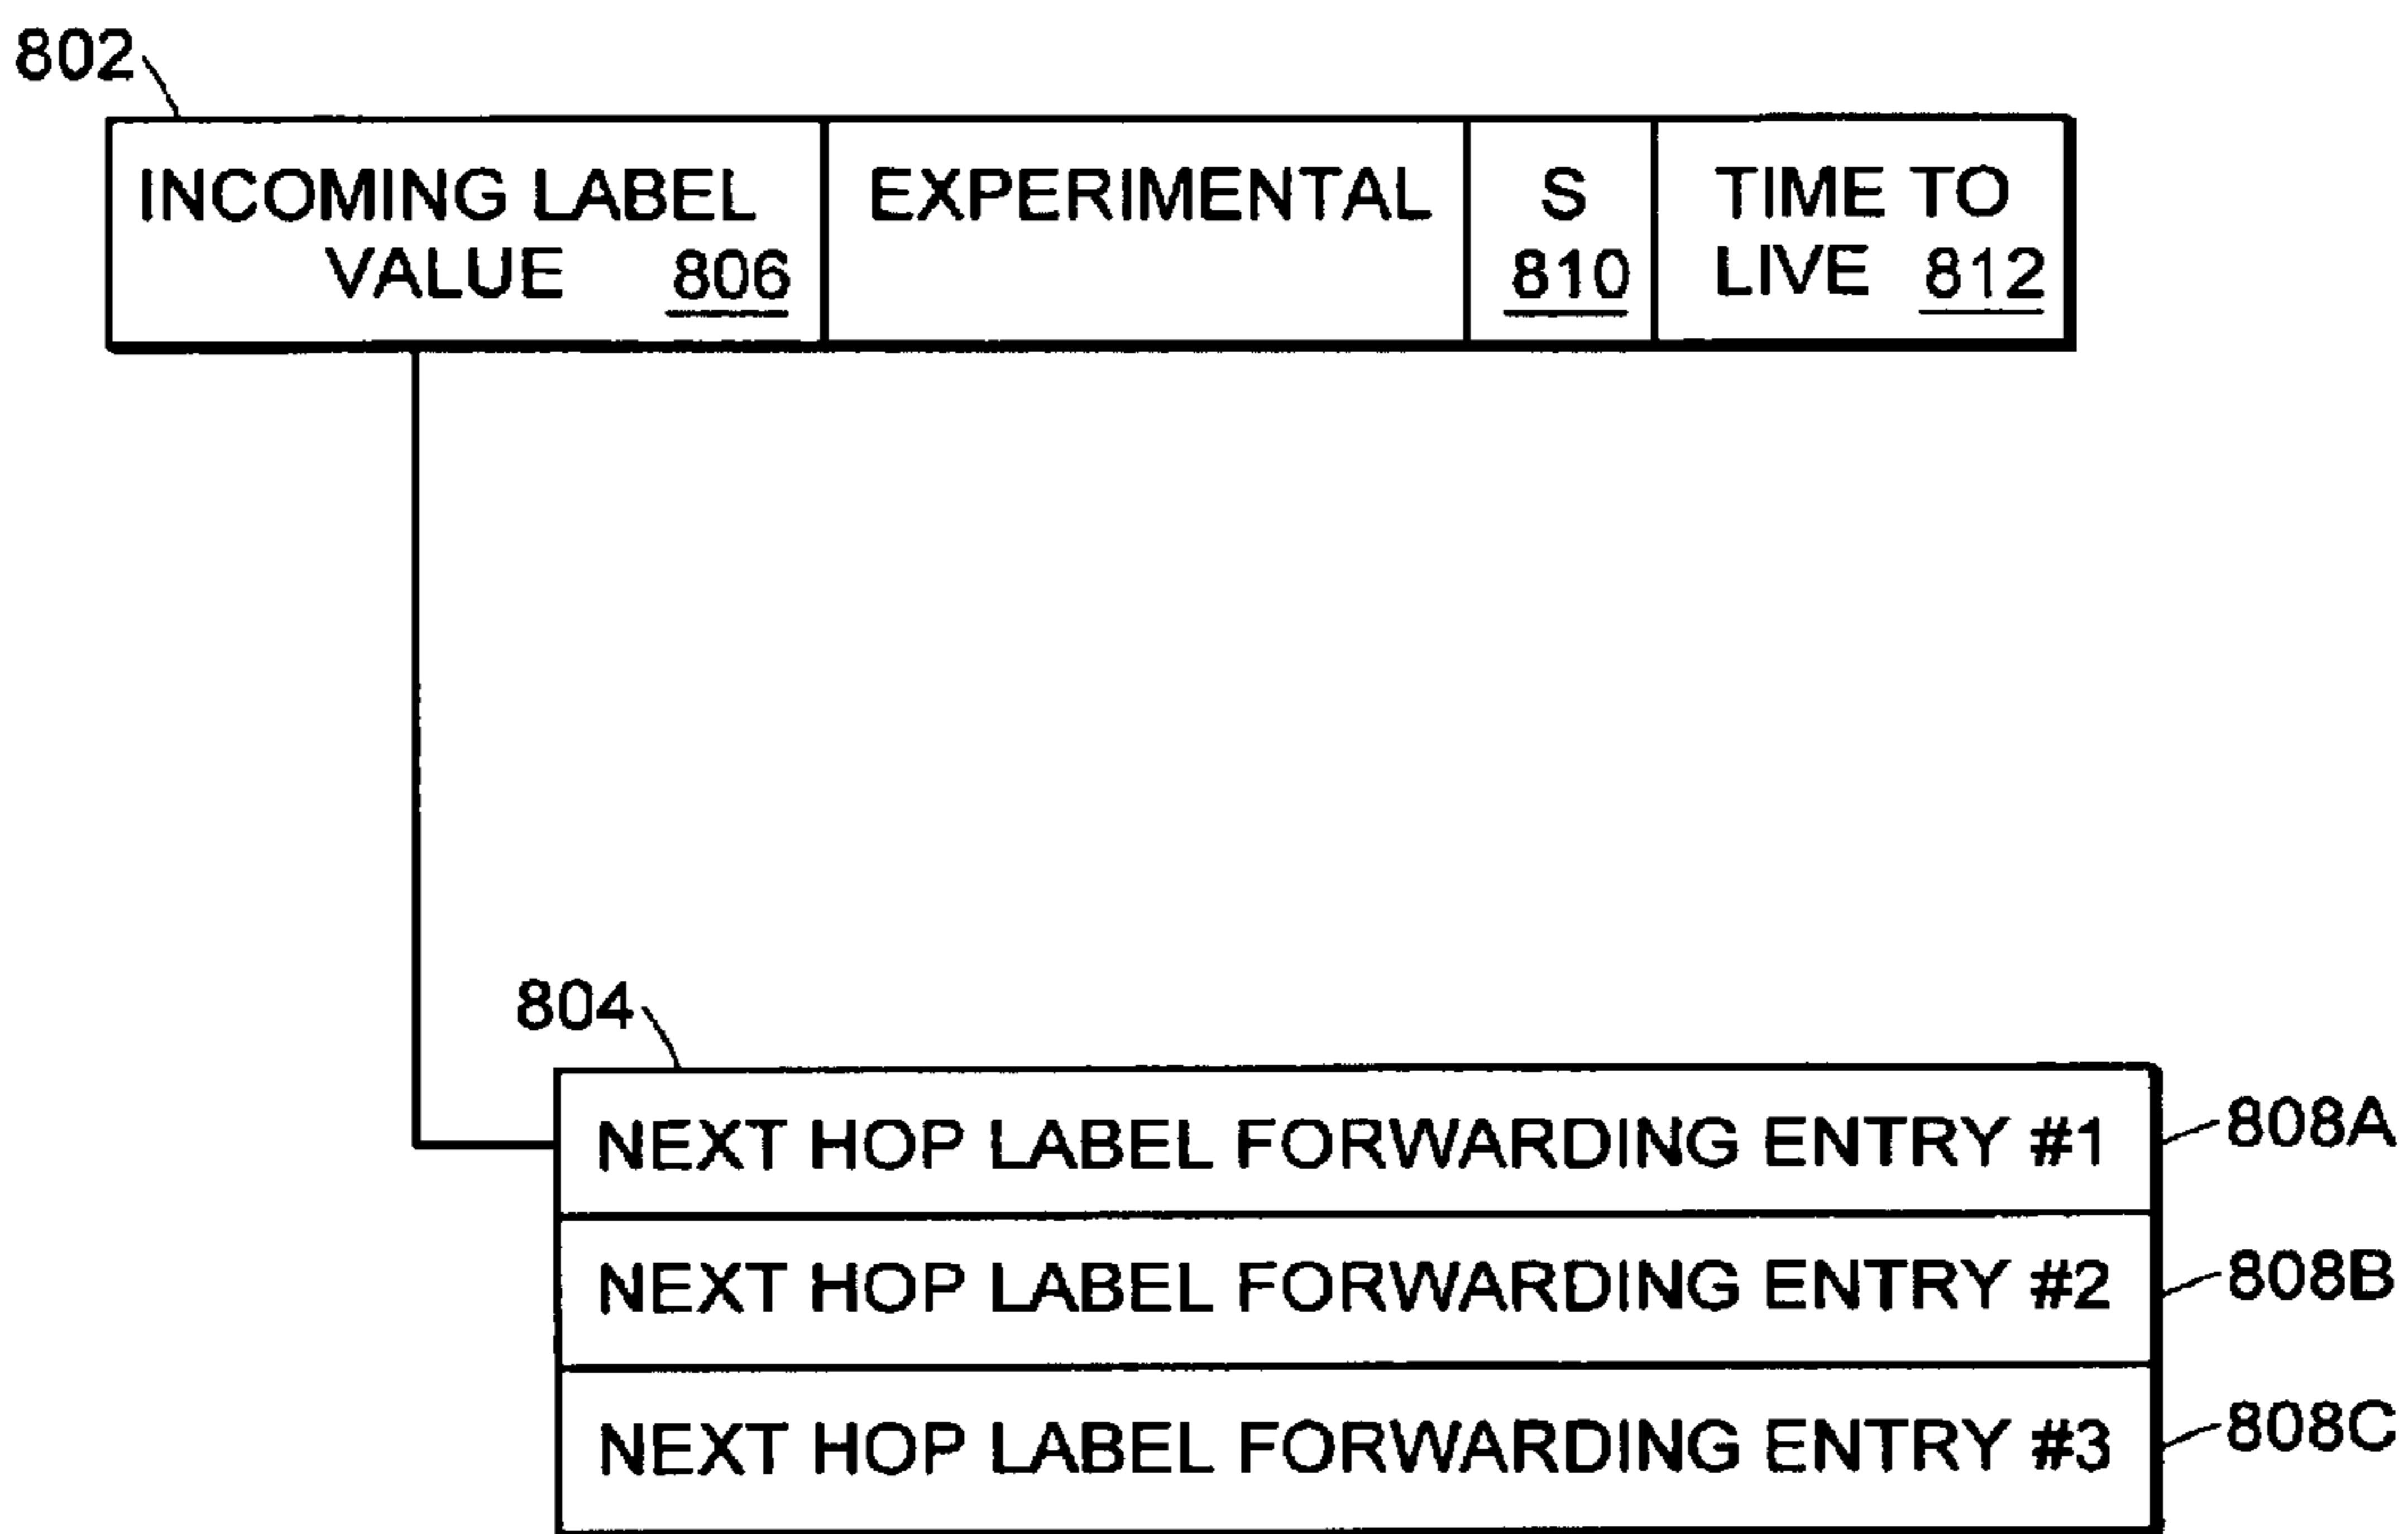 802
INCOMING LABEL
VALUE 806
EXPERIMENTAL
S
810
TIME TO
LIVE 812
804
NEXT HOP LABEL FORWARDING ENTRY #1 808A
NEXT HOP LABEL FORWARDING ENTRY #2 808B
NEXT HOP LABEL FORWARDING ENTRY #3 808C